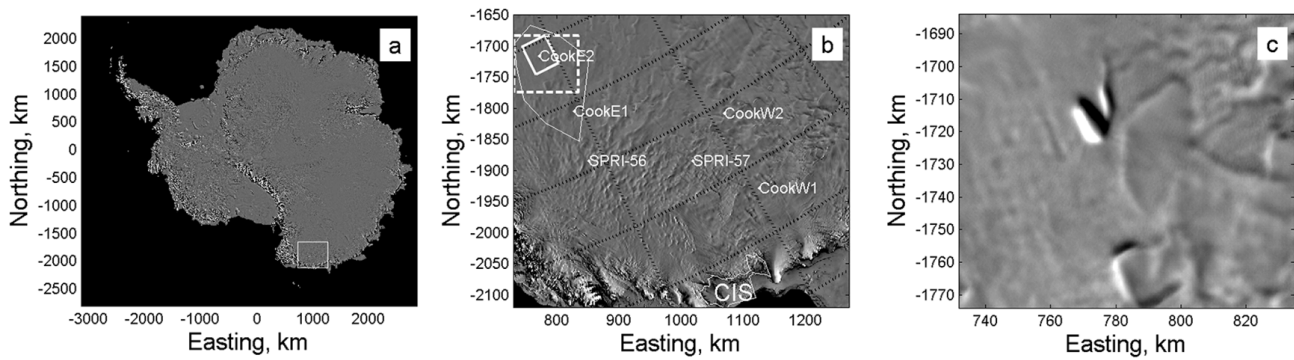 a
2000
1500
1000
500
0
-500
-1000
-1500
-2000
-2500
Northing, km
-3000 -2000 -1000 0 1000 2000
Easting, km
b
-1650
-1700
-1750
-1800
-1850
-1900
-1950
-2000
-2050
-2100
Northing, km
CookE2
CookE1
CookW2
SPRI-56
SPRI-57
CookW1
CIS
800 900 1000 1100 1200
Easting, km
c
-1690
-1700
-1710
-1720
-1730
-1740
-1750
-1760
-1770
Northing, km
740 760 780 800 820
Easting, km